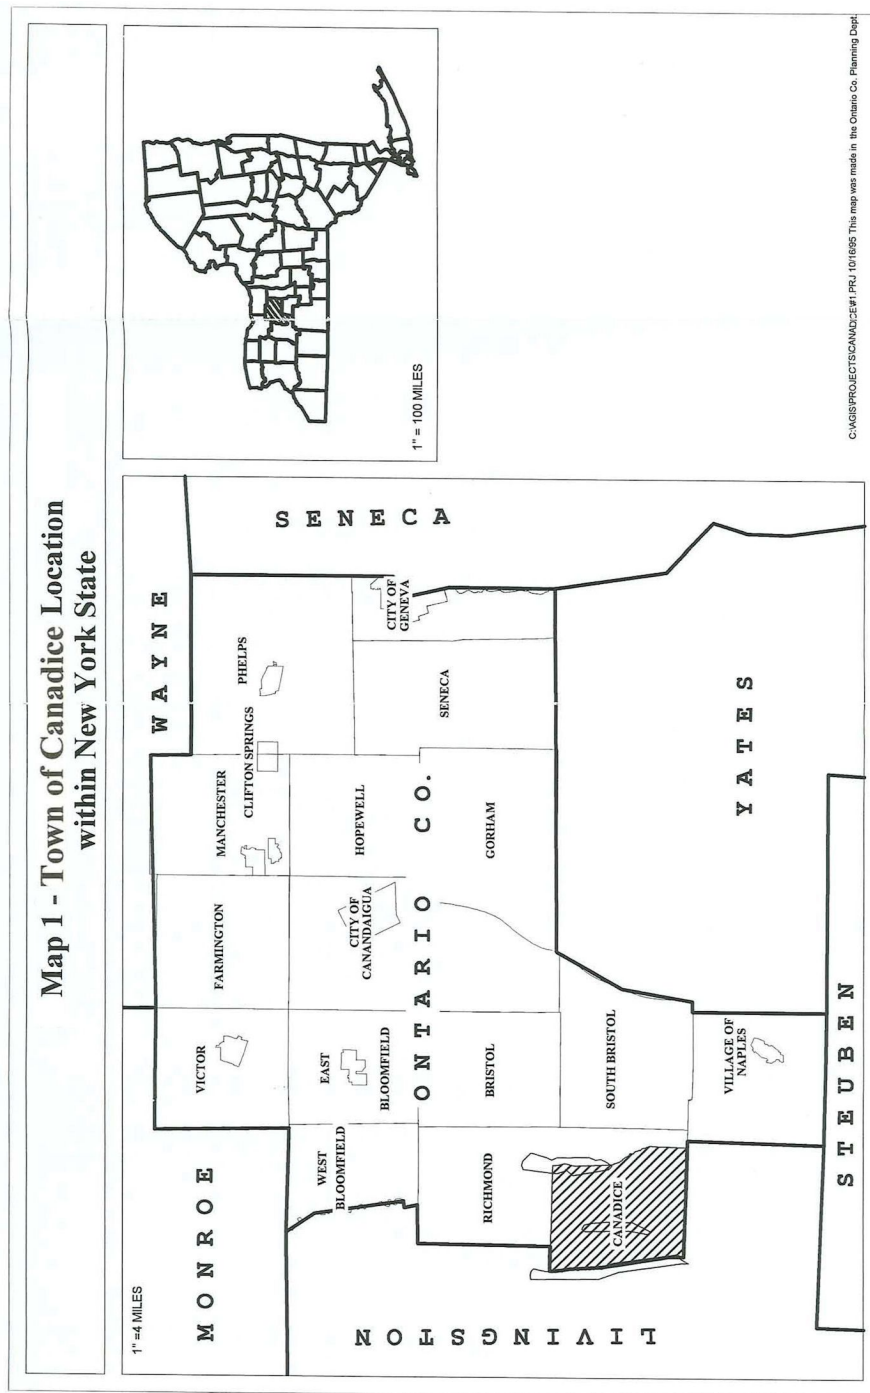 Map 1 - Town of Canadice Location
within New York State
1" =4 MILES
MONROE
WAYNE
SENECA
VICTOR
FARMINGTON
MANCHESTER
CLIFTON SPRINGS
PHELPS
WEST
BLOOMFIELD
EAST
BLOOMFIELD
CITY OF
CANANDAIGUA
HOPEWELL
CITY OF
GENEVA
SENECA
ONTARIO CO.
RICHMOND
BRISTOL
GORHAM
CANADICE
SOUTH BRISTOL
VILLAGE OF
NAPLES
LIVINGSTON
YATES
STEUBEN
1" = 100 MILES
C:\AGIS\PROJECTS\CANADICE\#1.PRJ 10/16/95 This map was made in the Ontario Co. Planning Dept.